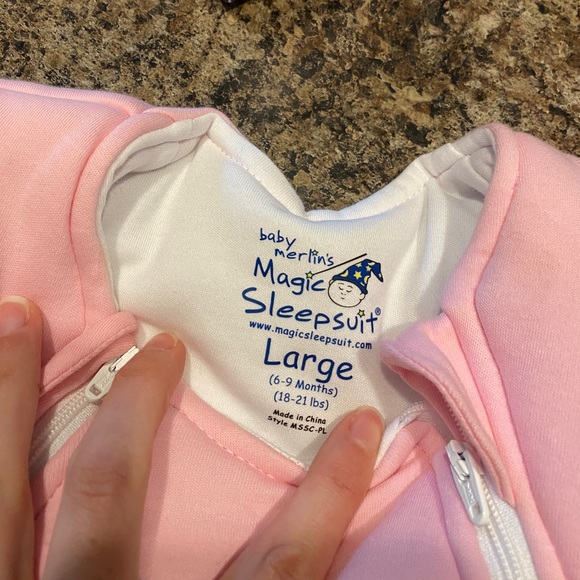 baby
merlin's
Magic
Sleepsuit®
www.magicsleepsuit.com
Large
(6-9 Months)
(18-21 lbs)
Made in China
Style MSSC-PL